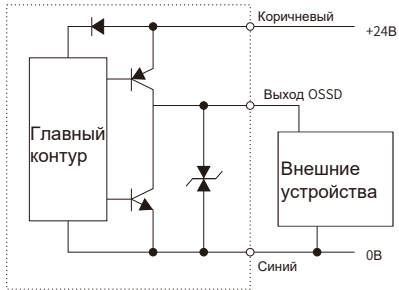 Коричневый
+24В
Выход OSSD
Главный
контур
Внешние
устройства
0В
Синий